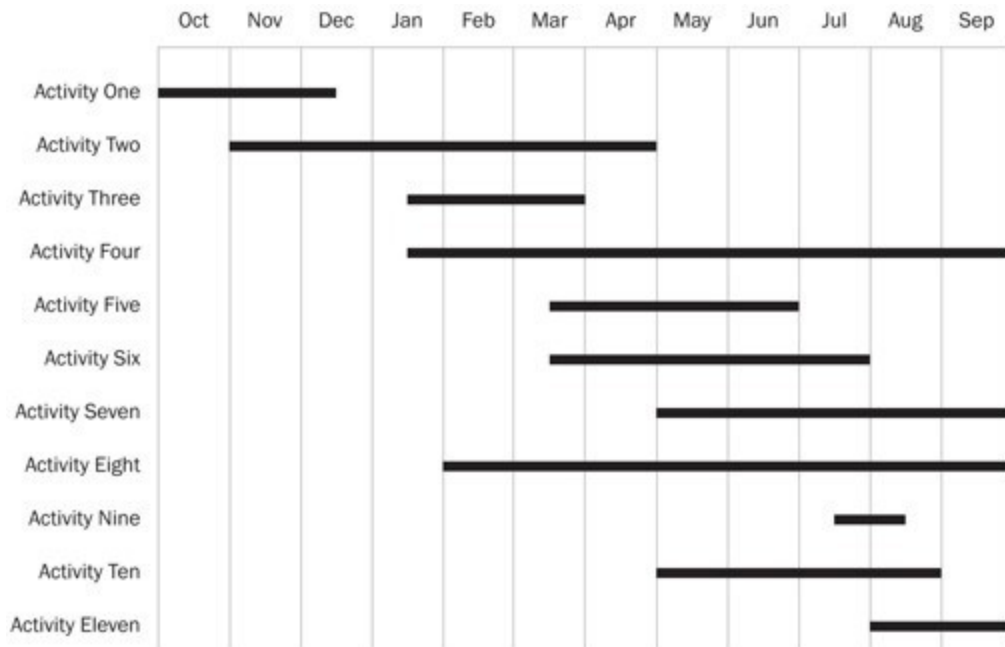 Oct Nov Dec Jan Feb Mar Apr May Jun Jul Aug Sep
Activity One
Activity Two
Activity Three
Activity Four
Activity Five
Activity Six
Activity Seven
Activity Eight
Activity Nine
Activity Ten
Activity Eleven